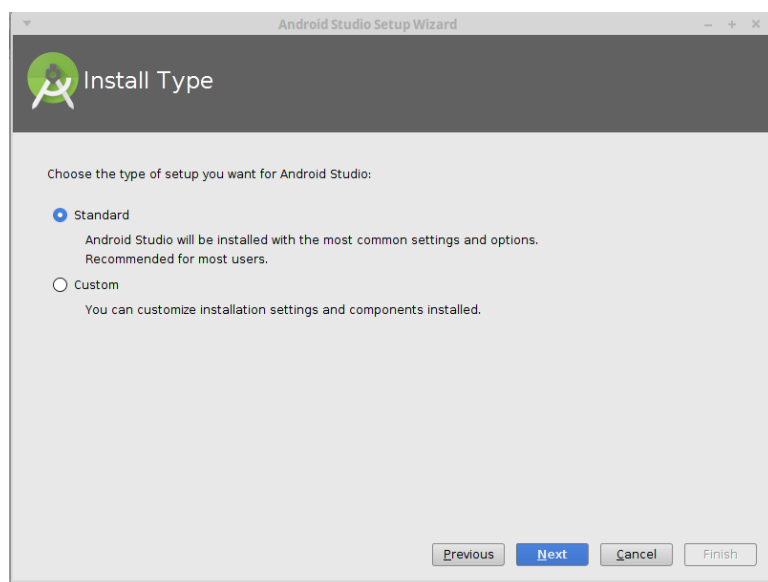 Android Studio Setup Wizard
Install Type
Choose the type of setup you want for Android Studio:
Standard
Android Studio will be installed with the most common settings and options.
Recommended for most users.
Custom
You can customize installation settings and components installed.
Previous Next Cancel Finish